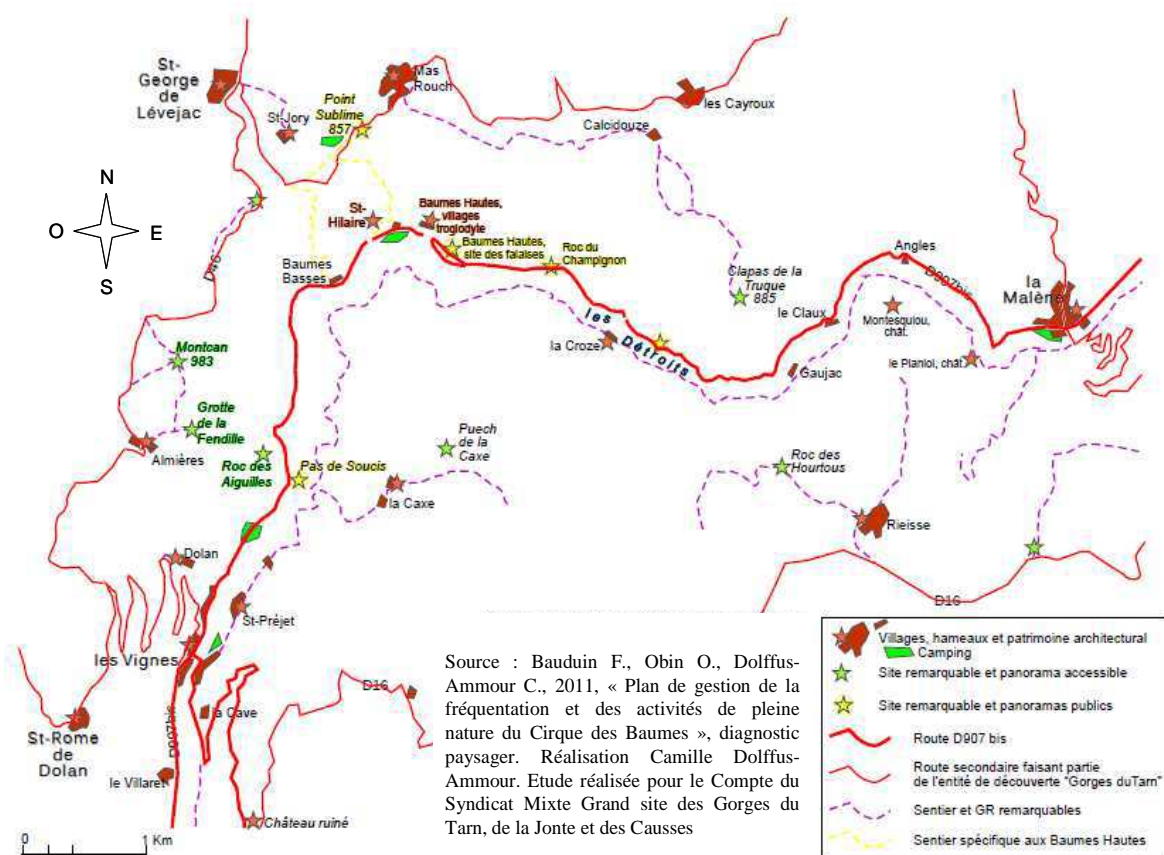 St-
George
de
Lévejac
St-Jory
Point
Sublime
857
Mas
Rouch
les Cayroux
Calcidouze
N
O
E
S
D46
St-
Hilaire
Baumes Hautes,
villages
troglodyte
Baumes Hautes,
site des falaises
Roc du
Champignon
Baumes
Basses
Clapas de la
Truque
885
Angles
D907bis
la
Malène
le Claux
Montesquiou,
chât.
le Planiol, chât.
les
Détroits
la Croze
Gaujac
Montcan
983
Grotte
de la
Fendille
Almières
Roc des
Aiguilles
Pas de Soucis
Puech
de la
Caxe
la Caxe
Roc des
Hourtous
Rieisse
Dolan
St-Préjet
les Vignes
D16
D16
la Cave
D907bis
St-Rome
de
Dolan
le Villaret
Château ruiné
0
1 Km
Source : Bauduin F., Obin O., Dolffus-
Ammour C., 2011, « Plan de gestion de la
fréquentation et des activités de pleine
nature du Cirque des Baumes », diagnostic
paysager. Réalisation Camille Dolffus-
Ammour. Etude réalisée pour le Compte du
Syndicat Mixte Grand site des Gorges du
Tarn, de la Jonte et des Causses
Villages, hameaux et patrimoine architectural
Camping
Site remarquable et panorama accessible
Site remarquable et panoramas publics
Route D907 bis
Route secondaire faisant partie
de l'entité de découverte "Gorges duTarn"
Sentier et GR remarquables
Sentier spécifique aux Baumes Hautes